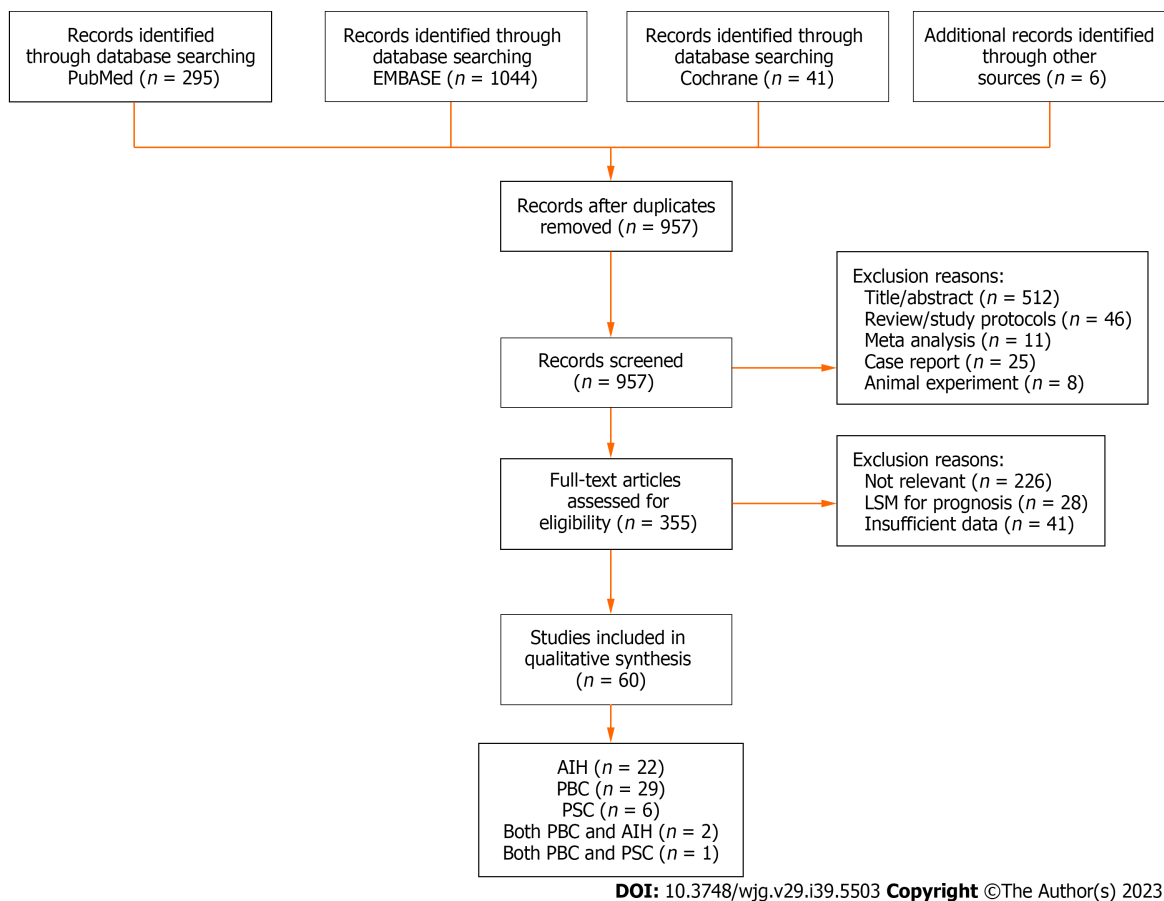 Records identified
through database searching
PubMed (n = 295)
Records identified through
database searching
EMBASE (n = 1044)
Records identified through
database searching
Cochrane (n = 41)
Additional records identified
through other
sources (n = 6)
Records after duplicates
removed (n = 957)
Exclusion reasons:
Title/abstract (n = 512)
Review/study protocols (n = 46)
Meta analysis (n = 11)
Case report (n = 25)
Animal experiment (n = 8)
Records screened
(n = 957)
Full-text articles
assessed for
eligibility (n = 355)
Exclusion reasons:
Not relevant (n = 226)
LSM for prognosis (n = 28)
Insufficient data (n = 41)
Studies included in
qualitative synthesis
(n = 60)
AIH (n = 22)
PBC (n = 29)
PSC (n = 6)
Both PBC and AIH (n = 2)
Both PBC and PSC (n = 1)
DOI: 10.3748/wjg.v29.i39.5503 Copyright ©The Author(s) 2023